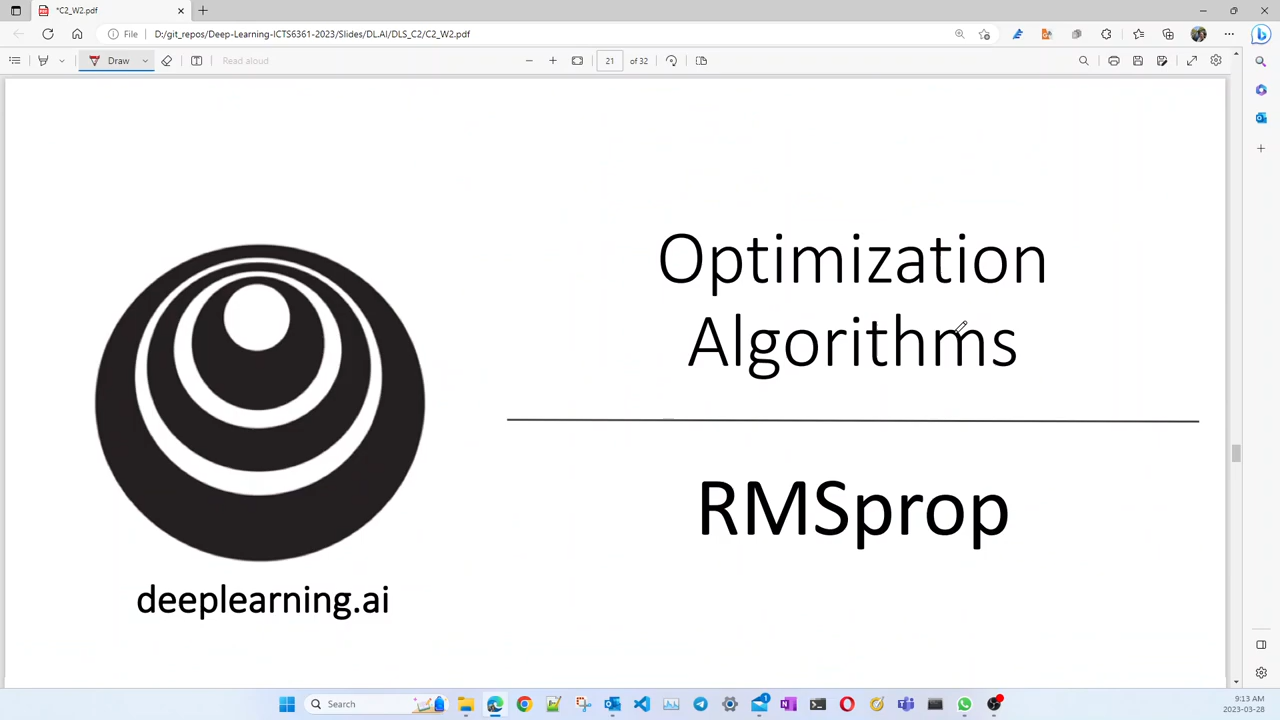 *C2_W2.pdf
File
D:/git_repos/Deep-Learning-ICTS6361-2023/Slides/DL.AI/DLS_C2/C2_W2.pdf
Draw
Read aloud
21 of 32
Optimization
Algorithms
RMSprop
deeplearning.ai
Search
9:13 AM
2023-03-28